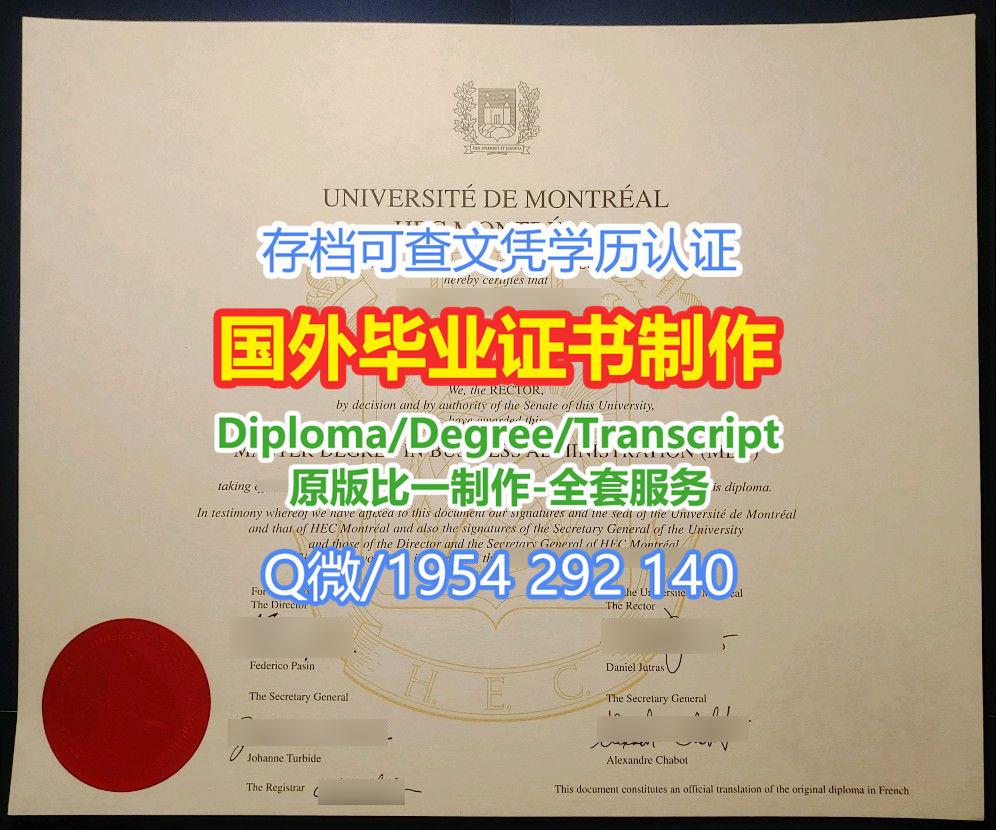 UNIVERSITÉ DE MONTRÉAL
存档可查文凭学历认证
hereby certifies that
国外毕业证书制作
We, the RECTOR,
by decision and by authority of the Senate of this University,
have awarded this
Diploma/Degree/Transcript
taking
is diploma.
原版比一制作-全套服务
In testimony whereof we have affixed to this document our signatures and the seal of the Université de Montréal
and that of HEC Montréal and also the signatures of the Secretary General of the University
and those of the Director and the Secretary General of HEC Montréal.
Q微/1954 292 140
The Director
The Rector
Federico Pasin
Daniel Jutras
The Secretary General
The Secretary General
H. E. C.
Johanne Turbide
Alexandre Chabot
The Registrar
This document constitutes an official translation of the original diploma in French